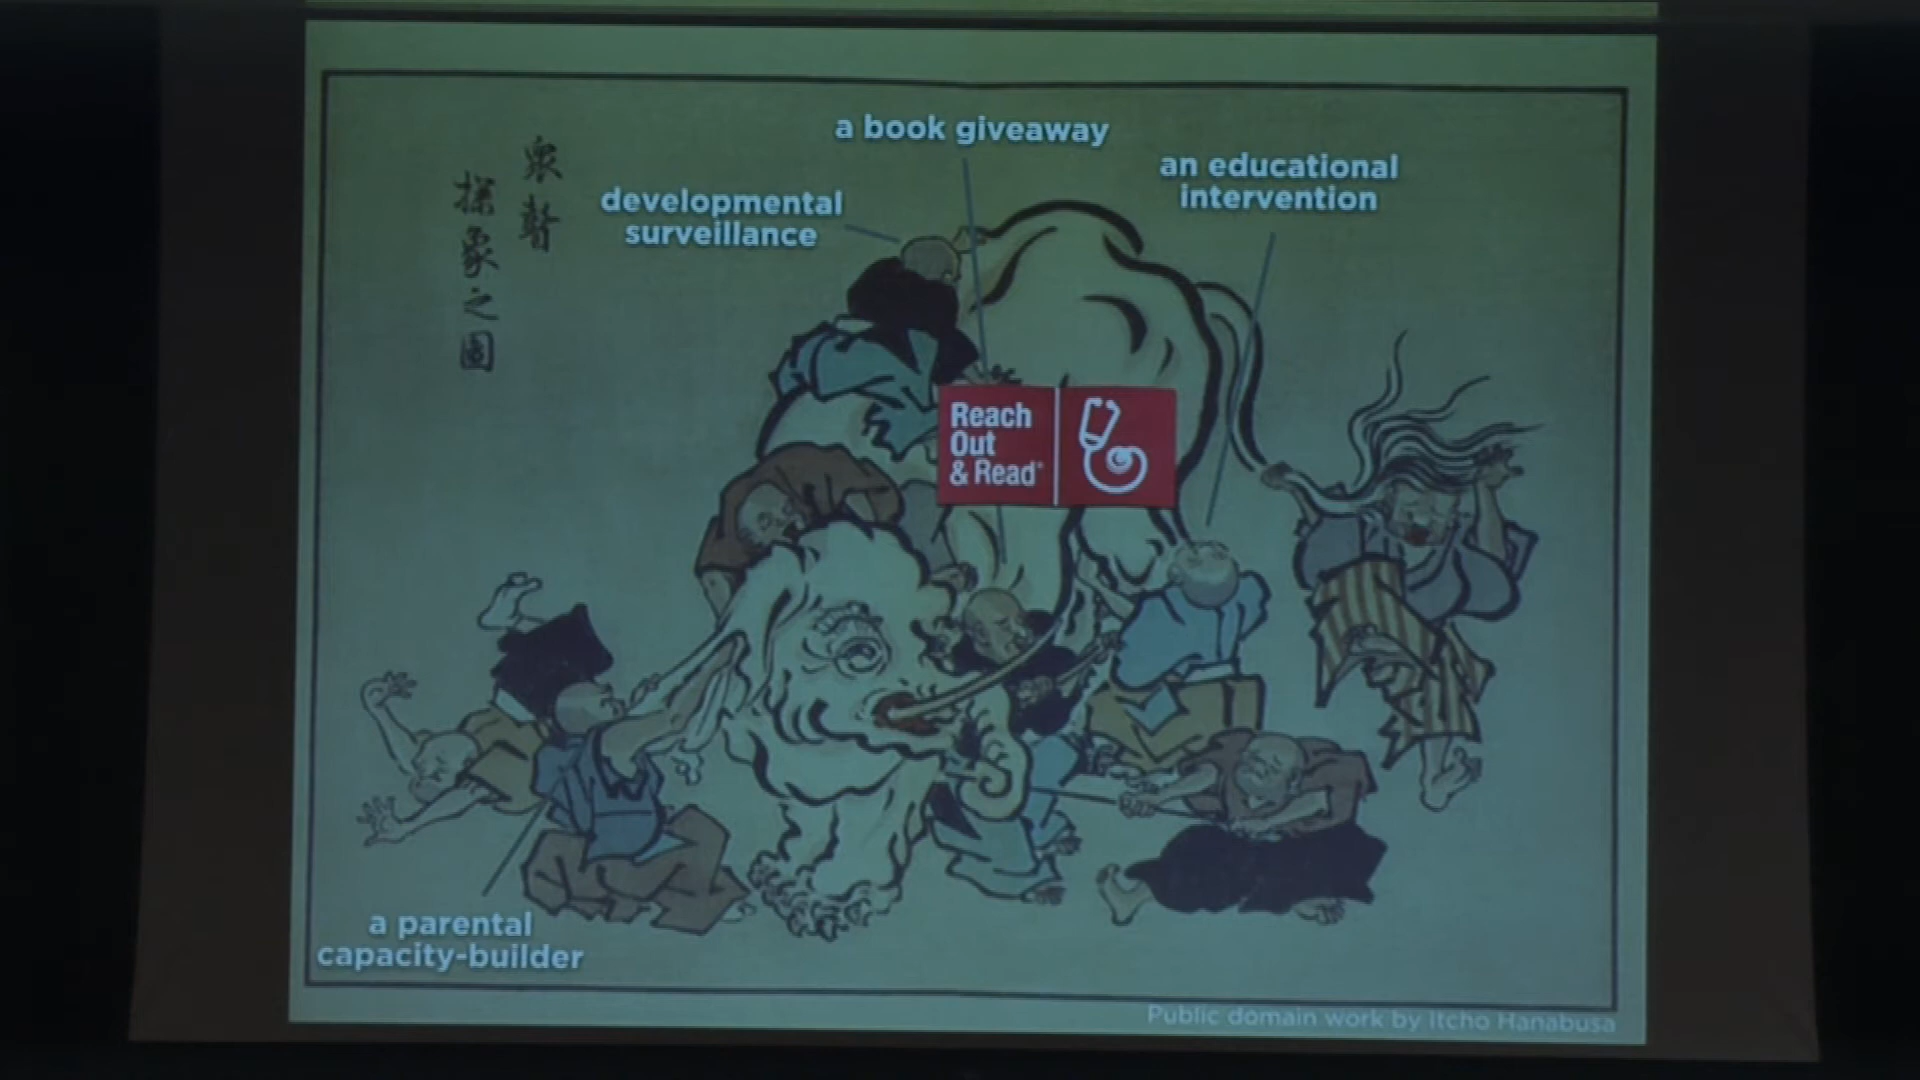 衆瞽
探象之圖
a book giveaway
an educational
intervention
developmental
surveillance
Reach
Out
& Read®
a parental
capacity-builder
Public domain work by Itcho Hanabusa